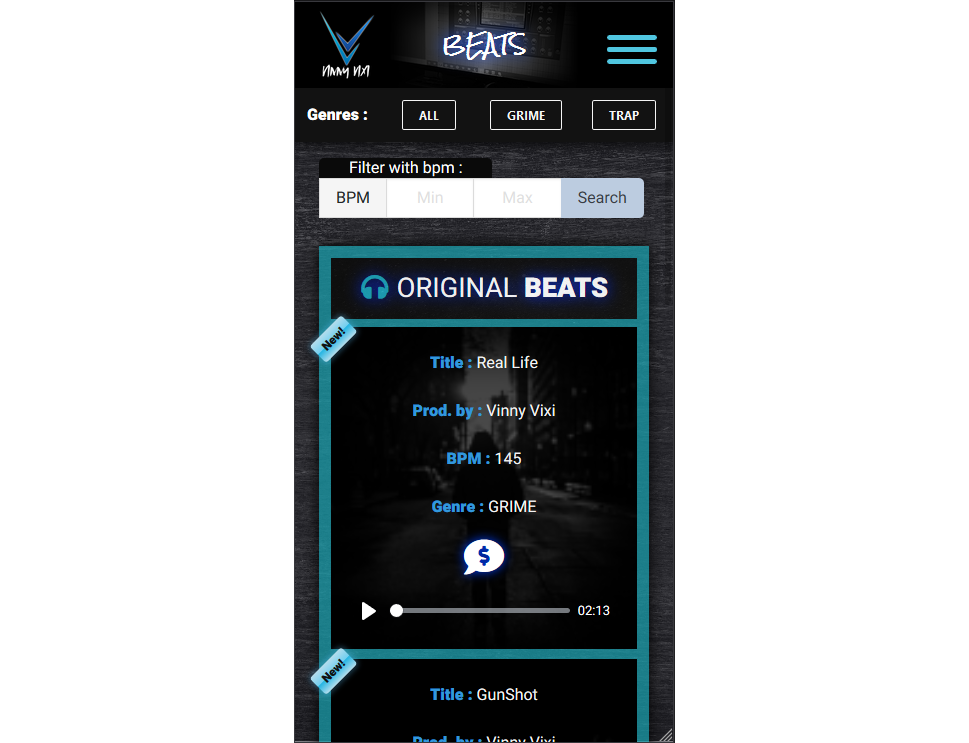 BEATS
Vinny Vixi
Genres :
ALL
GRIME
TRAP
Filter with bpm :
BPM
Min
Max
Search
ORIGINAL BEATS
New!
Title : Real Life
Prod. by : Vinny Vixi
BPM : 145
Genre : GRIME
$
02:13
New!
Title : GunShot
Prod. by : Vinny Vixi